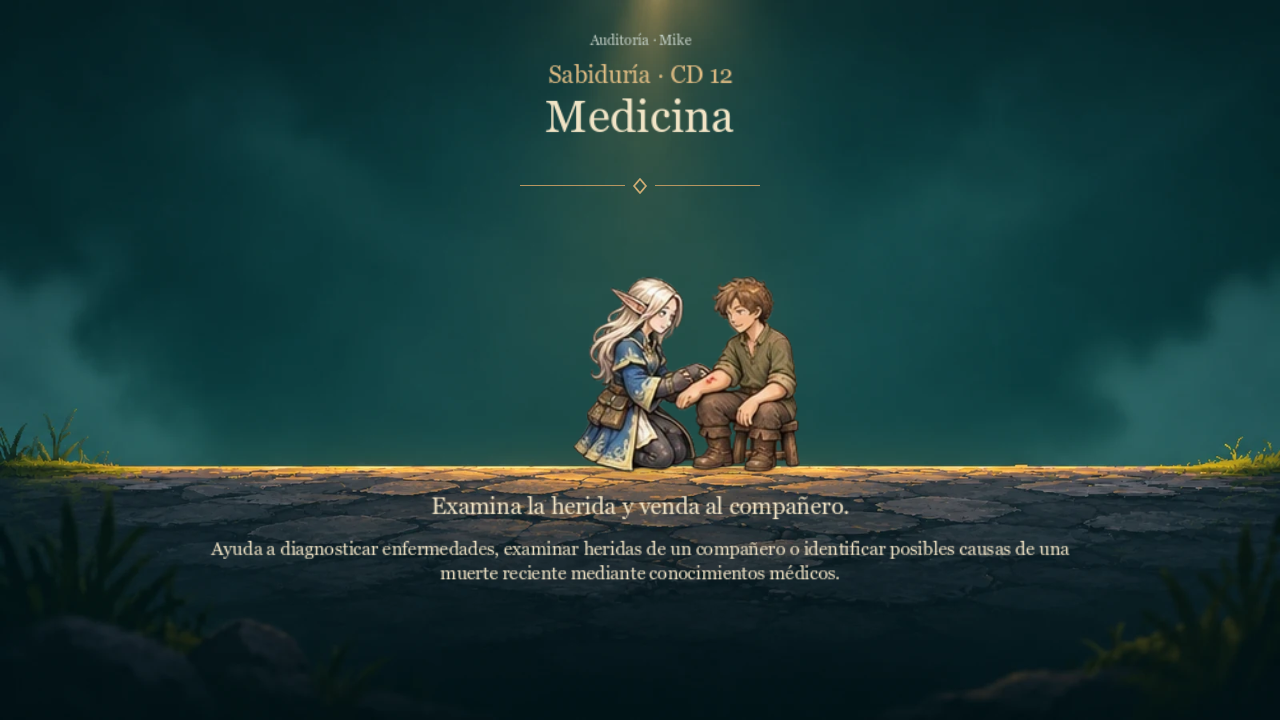 Auditoría · Mike
Sabiduría · CD 12
Medicina
Examina la herida y venda al compañero.
Ayuda a diagnosticar enfermedades, examinar heridas de un compañero o identificar posibles causas de una
muerte reciente mediante conocimientos médicos.